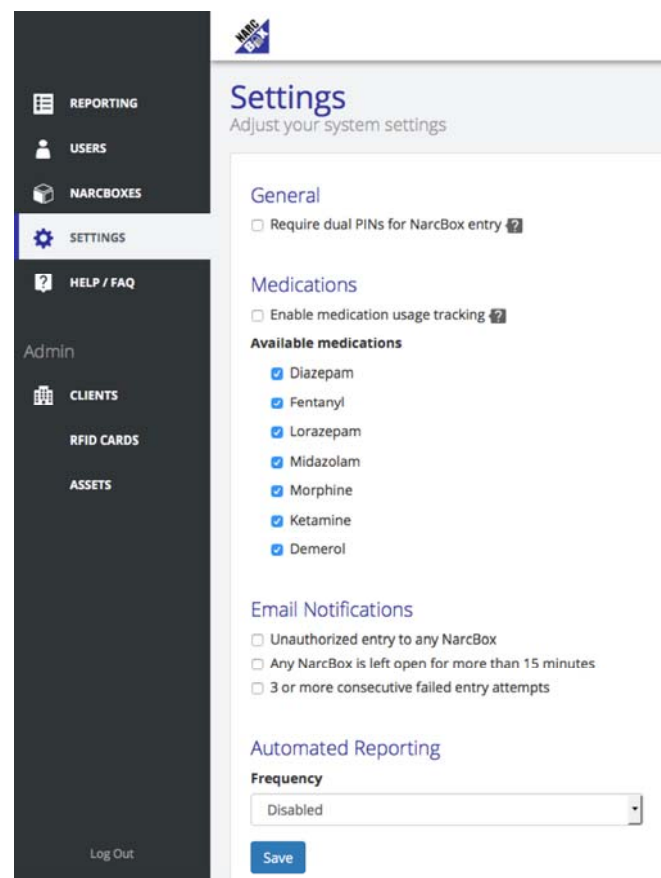 NARC
BOX
REPORTING
USERS
NARCBOXES
SETTINGS
HELP / FAQ
Admin
CLIENTS
RFID CARDS
ASSETS
Log Out
Settings
Adjust your system settings
General
Require dual PINs for NarcBox entry ?
Medications
Enable medication usage tracking ?
Available medications
Diazepam
Fentanyl
Lorazepam
Midazolam
Morphine
Ketamine
Demerol
Email Notifications
Unauthorized entry to any NarcBox
Any NarcBox is left open for more than 15 minutes
3 or more consecutive failed entry attempts
Automated Reporting
Frequency
Disabled
Save